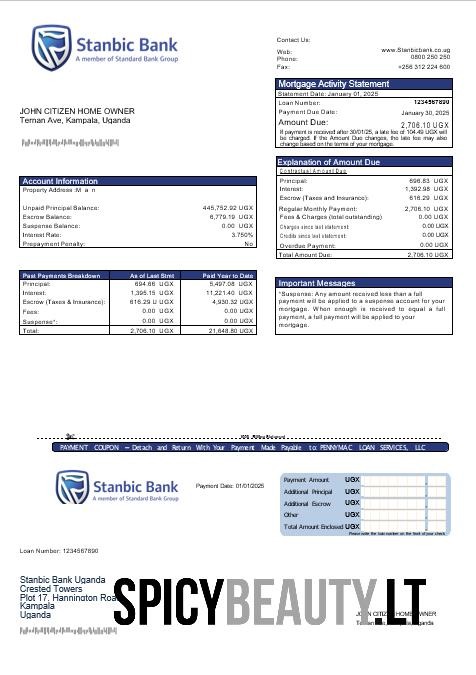 Stanbic Bank
A member of Standard Bank Group
Contact Us:
Web: www.Stanbicbank.co.ug
Phone: 0800 250 250
Fax: +256 312 224 600
Mortgage Activity Statement
Statement Date: January 01, 2025
Loan Number: 1234567890
Payment Due Date: January 01, 2025
Amount Due: 2,706.10 UGX
If payment is received after 30/01/25, a late fee of 104.49 UGX will
be charged. If the Amount Due changes, the late fee may also
change based on the terms of your mortgage.
JOHN CITIZEN HOME OWNER
Ternan Ave, Kampala, Uganda
Explanation of Amount Due
Contractual Amount Due
Principal: 696.83 UGX
Interest: 1,392.98 UGX
Escrow (Taxes and Insurance): 616.29 UGX
Regular Monthly Payment: 2,706.10 UGX
Fees & Charges (total outstanding) 0.00 UGX
Charges since last statement: 0.00 UGX
Credits since last statement: 0.00 UGX
Overdue Payment: 0.00 UGX
Total Amount Due: 2,706.10 UGX
Account Information
Property Address: M a n
Unpaid Principal Balance: 445,752.92 UGX
Escrow Balance: 6,779.19 UGX
Suspense Balance: 0.00 UGX
Interest Rate: 3.750%
Prepayment Penalty: No
Past Payments Breakdown As of Last Stmt Paid Year to Date
Principal: 694.66 UGX 5,497.08 UGX
Interest: 1,395.15 UGX 11,221.40 UGX
Escrow (Taxes & Insurance): 616.29 U GX 4,930.32 UGX
Fees: 0.00 UGX 0.00 UGX
Suspense*: 0.00 UGX 0.00 UGX
Total: 2,706.10 UGX 21,648.80 UGX
Important Messages
*Suspense: Any amount received less than a full
payment will be applied to a suspense account for your
mortgage. When enough is received to equal a full
payment, a full payment will be applied to your
mortgage.
PAYMENT COUPON – Detach and Return With Your Payment Made Payable to: PENNYMAC LOAN SERVICES, LLC
Stanbic Bank
A member of Standard Bank Group
Payment Date: 01/01/2025
Payment Amount UGX
Additional Principal UGX
Additional Escrow UGX
Other UGX
Total Amount Enclosed UGX
Please write the loan number on the front of your check
Loan Number: 1234567890
Stanbic Bank Uganda
Crested Towers
Plot 17, Hannington Road
Kampala
Uganda
SPICYBEAUTY.LT
JOHN CITIZEN HOME OWNER
Ternan Ave, Kampala, Uganda